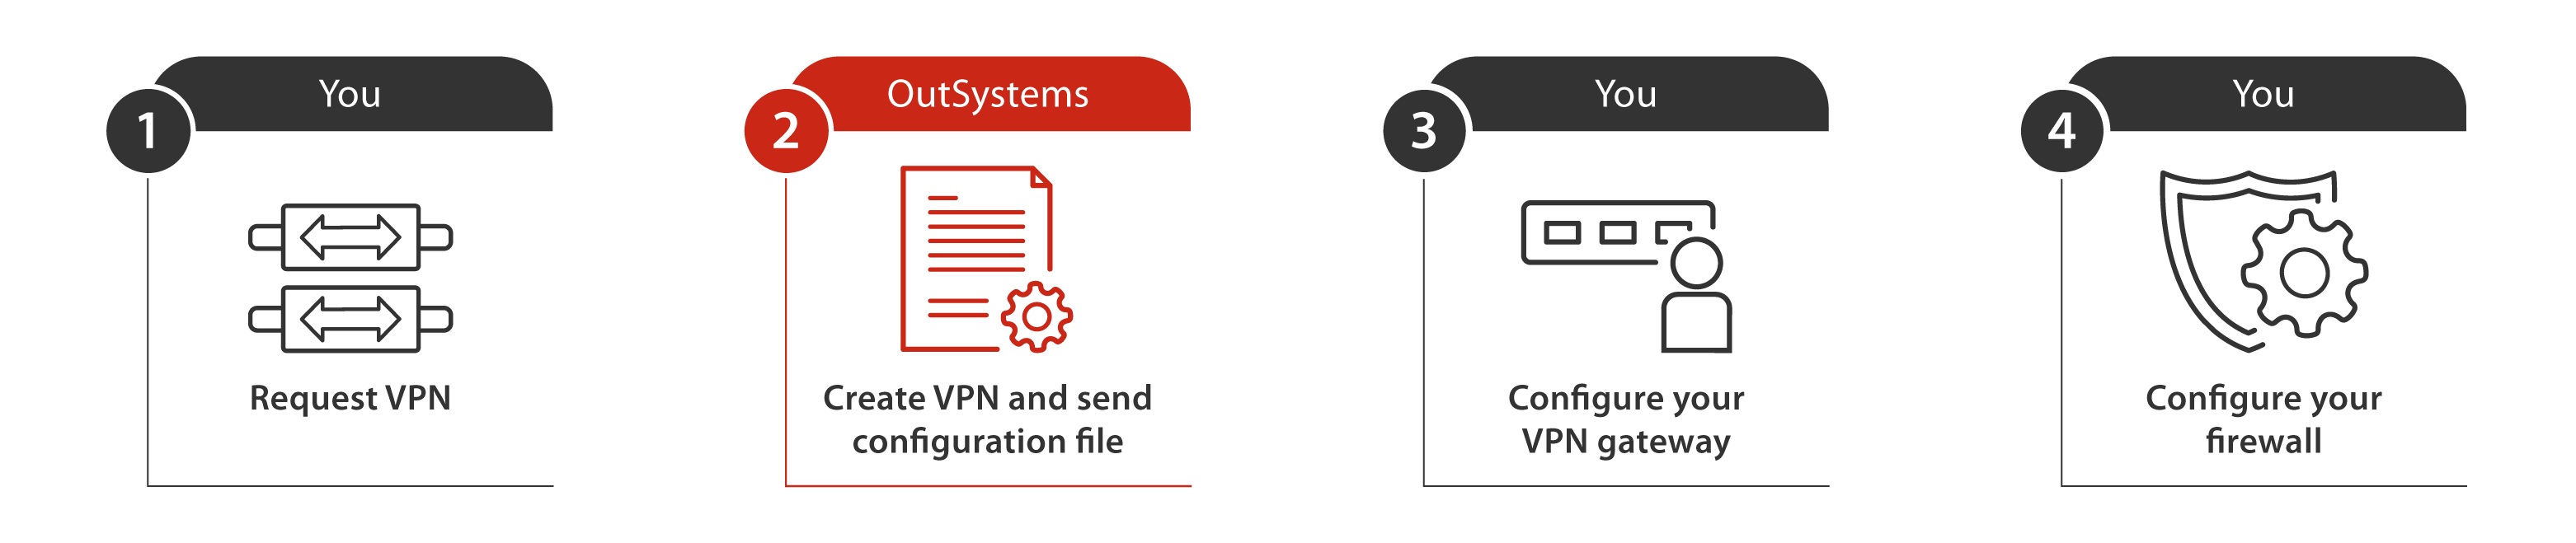 You
1
Request VPN
OutSystems
2
Create VPN and send
configuration file
You
3
Configure your
VPN gateway
You
4
Configure your
firewall